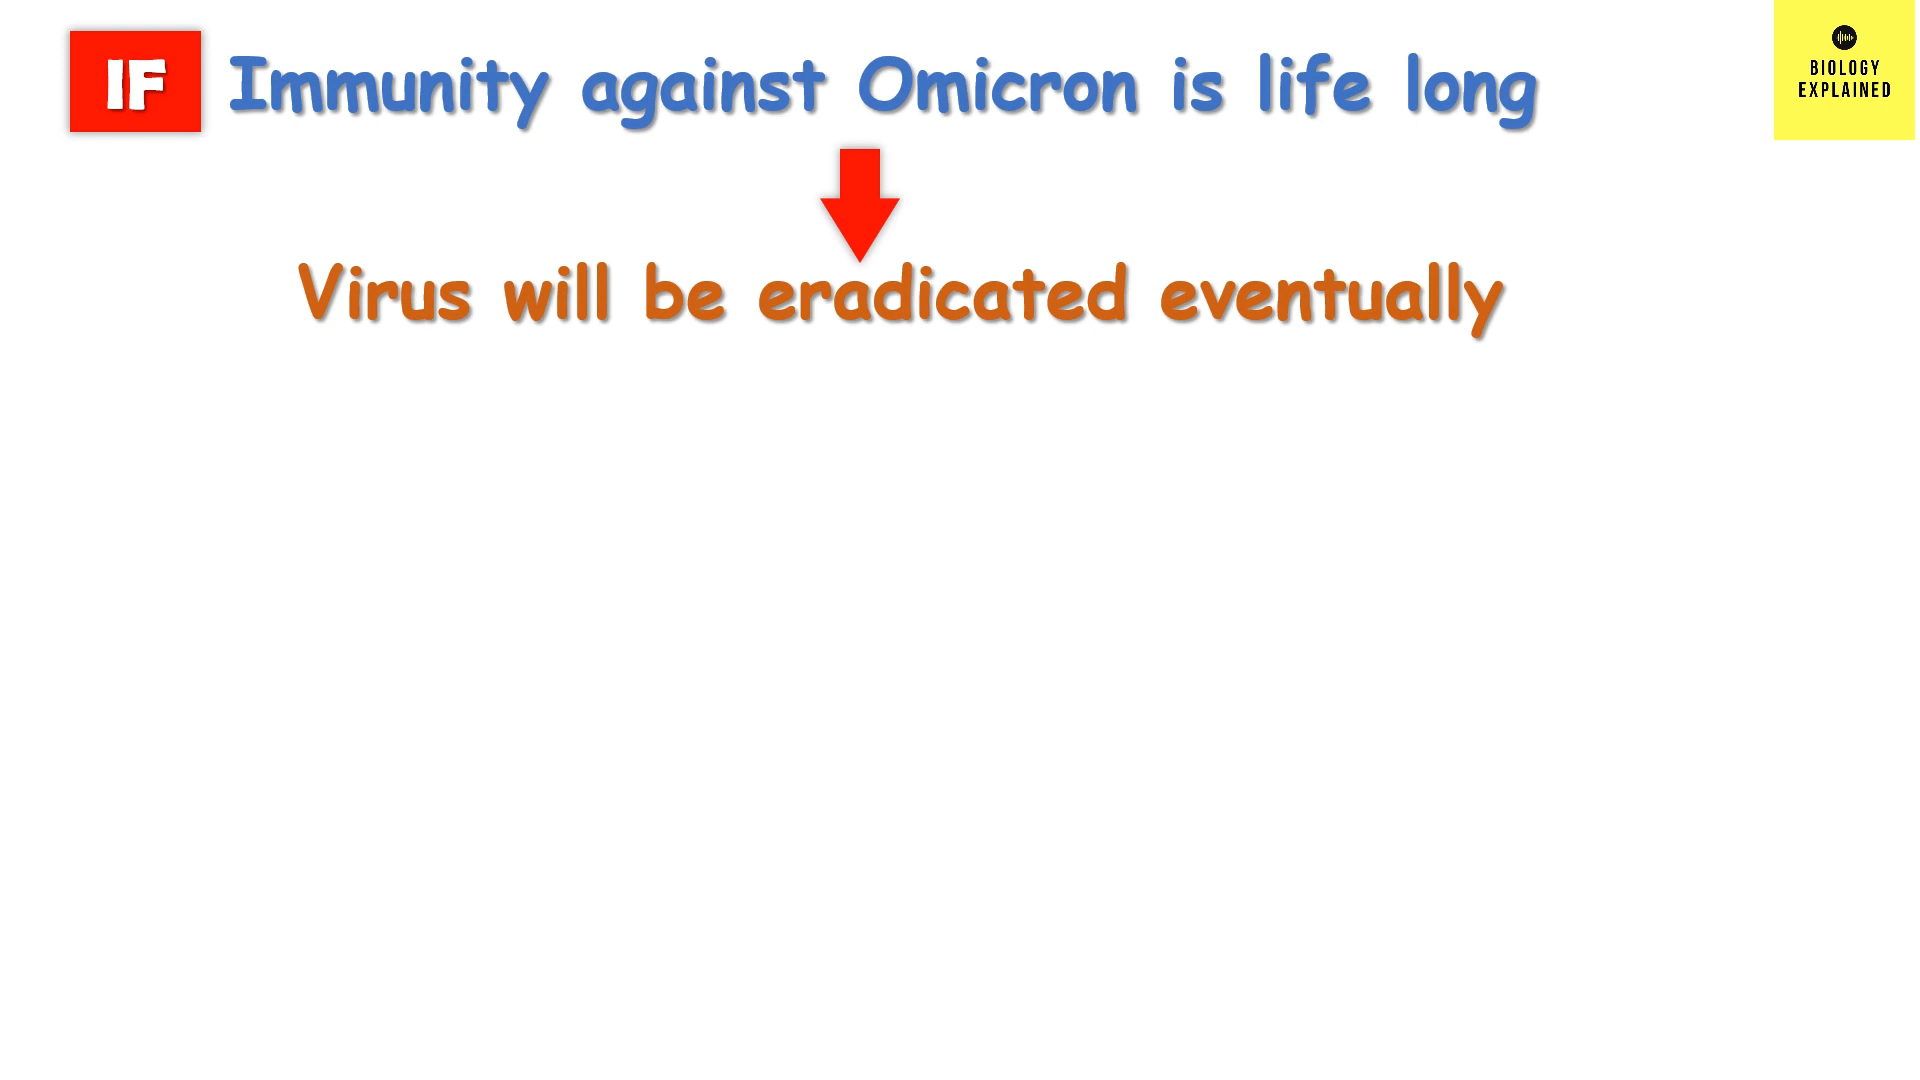 IF Immunity against Omicron is life long
Virus will be eradicated eventually
BIOLOGY
EXPLAINED